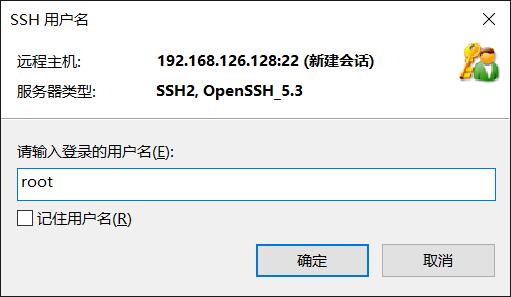 SSH 用户名
远程主机: 192.168.126.128:22 (新建会话)
服务器类型: SSH2, OpenSSH_5.3
请输入登录的用户名(E):
root
记住用户名(R)
确定 取消